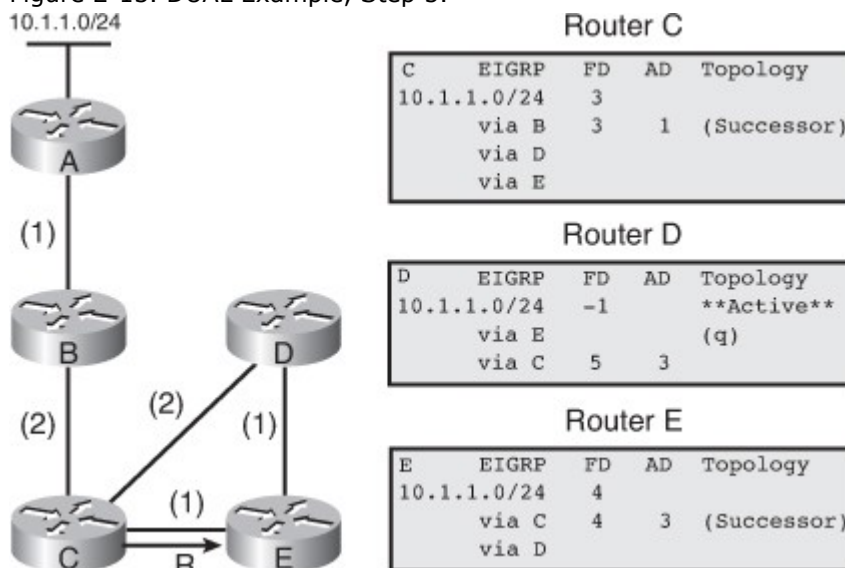 Figure 2-15. DUAL Example, Step 5.
10.1.1.0/24
A
(1)
B
D
(2)
(2)
(1)
(1)
C
R
E
Router C
C EIGRP FD AD Topology
10.1.1.0/24 3
via B 3 1 (Successor)
via D
via E
Router D
D EIGRP FD AD Topology
10.1.1.0/24 -1 **Active**
via E (q)
via C 5 3
Router E
E EIGRP FD AD Topology
10.1.1.0/24 4
via C 4 3 (Successor)
via D